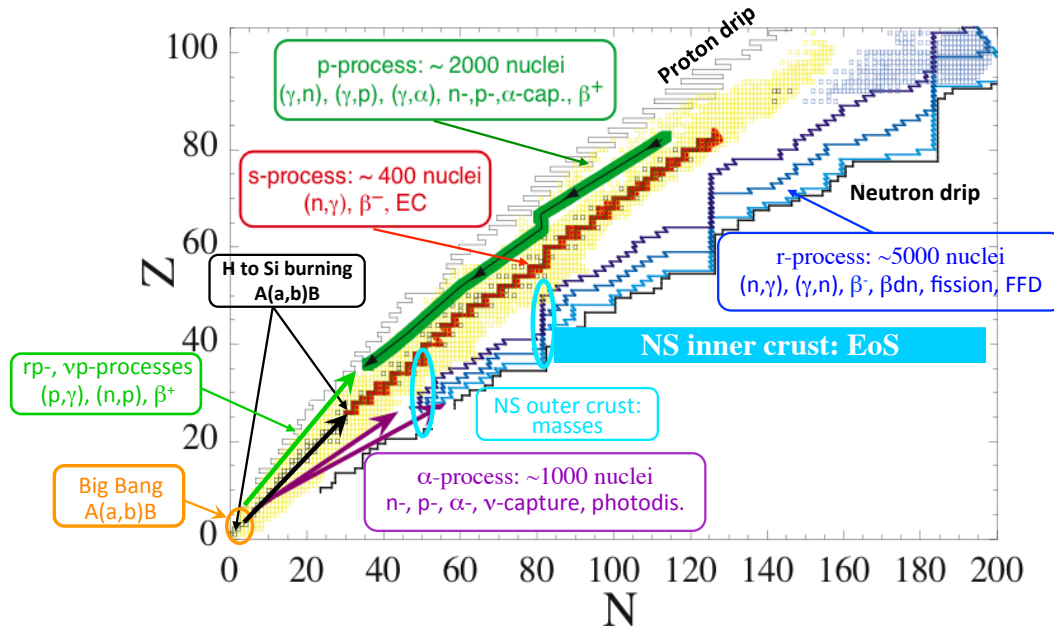 100
80
60
40
20
0
Z
0
20
40
60
80
100
120
140
160
180
200
N
Proton drip
p-process: ~ 2000 nuclei
(γ,n), (γ,p), (γ,α), n-,p-,α-cap., β⁺
s-process: ~ 400 nuclei
(n,γ), β⁻, EC
Neutron drip
H to Si burning
A(a,b)B
r-process: ~5000 nuclei
(n,γ), (γ,n), β⁻, βdn, fission, FFD
NS inner crust: EoS
rp-, νp-processes
(p,γ), (n,p), β⁺
NS outer crust:
masses
Big Bang
A(a,b)B
α-process: ~1000 nuclei
n-, p-, α-, ν-capture, photodis.